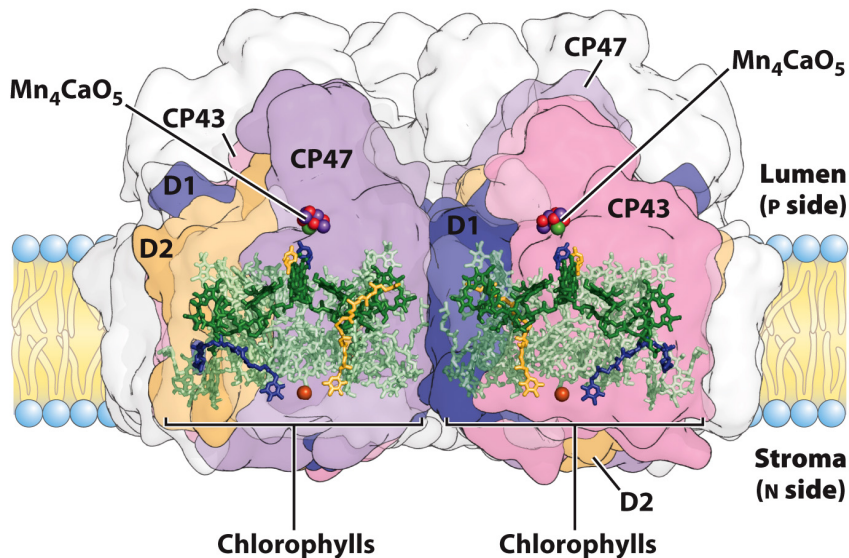 CP47
Mn₄CaO₅
Mn₄CaO₅
CP43
CP47
D1
Lumen
(P side)
CP43
D1
D2
Stroma
(N side)
D2
Chlorophylls
Chlorophylls